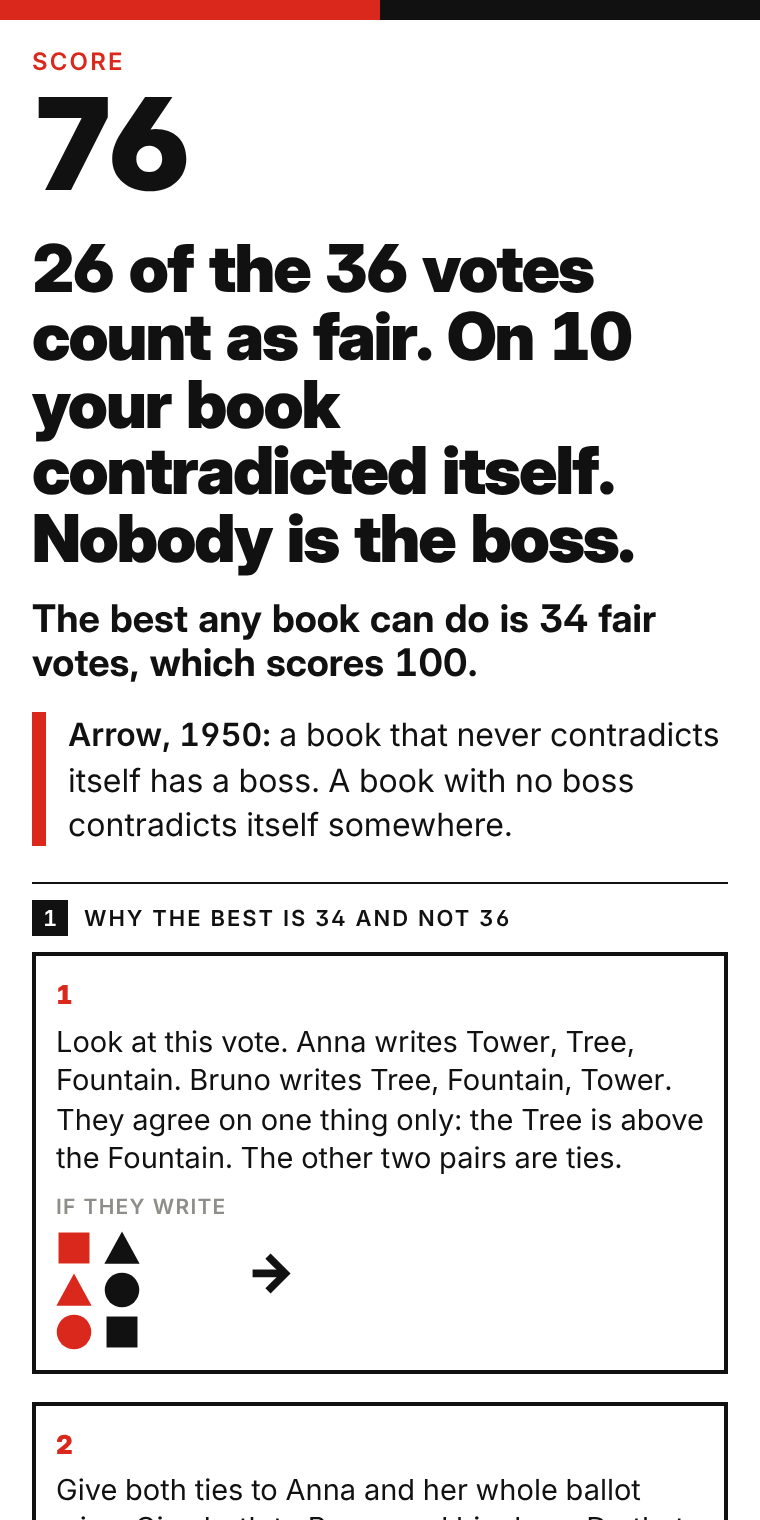 SCORE
76
26 of the 36 votes
count as fair. On 10
your book
contradicted itself.
Nobody is the boss.
The best any book can do is 34 fair
votes, which scores 100.
Arrow, 1950: a book that never contradicts
itself has a boss. A book with no boss
contradicts itself somewhere.
1 WHY THE BEST IS 34 AND NOT 36
1
Look at this vote. Anna writes Tower, Tree,
Fountain. Bruno writes Tree, Fountain, Tower.
They agree on one thing only: the Tree is above
the Fountain. The other two pairs are ties.
IF THEY WRITE
2
Give both ties to Anna and her whole ballot